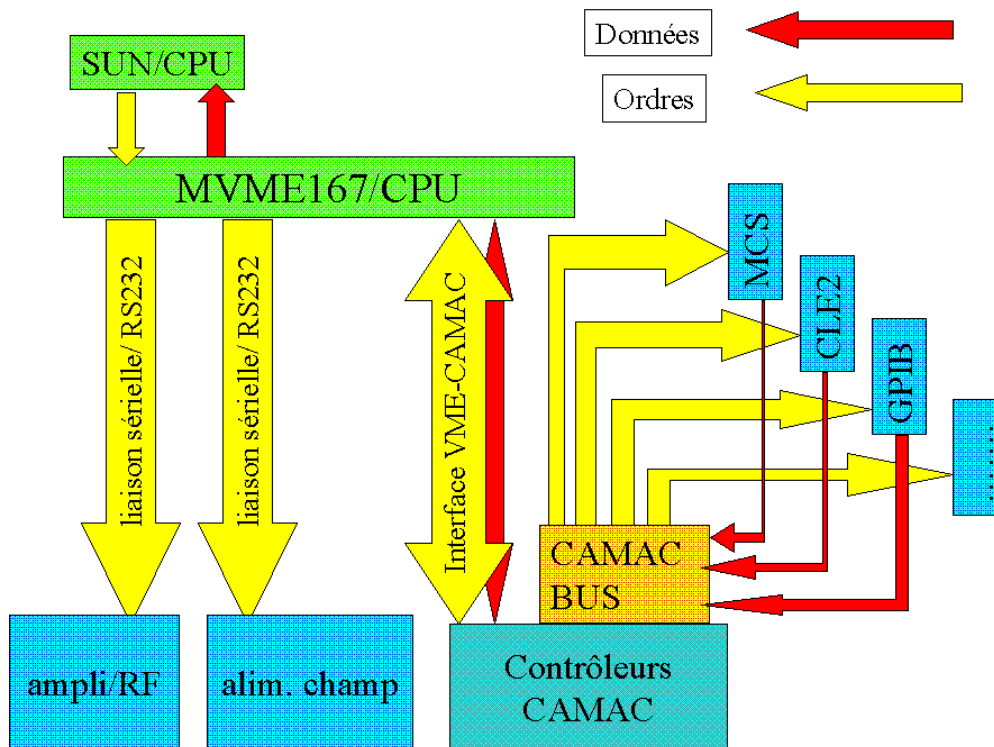 Données
SUN/CPU
Ordres
MVME167/CPU
liaison sérielle/ RS232
liaison sérielle/ RS232
Interface VME-CAMAC
MCS
CLE2
GPIB
.......
CAMAC
BUS
ampli/RF
alim. champ
Contrôleurs
CAMAC